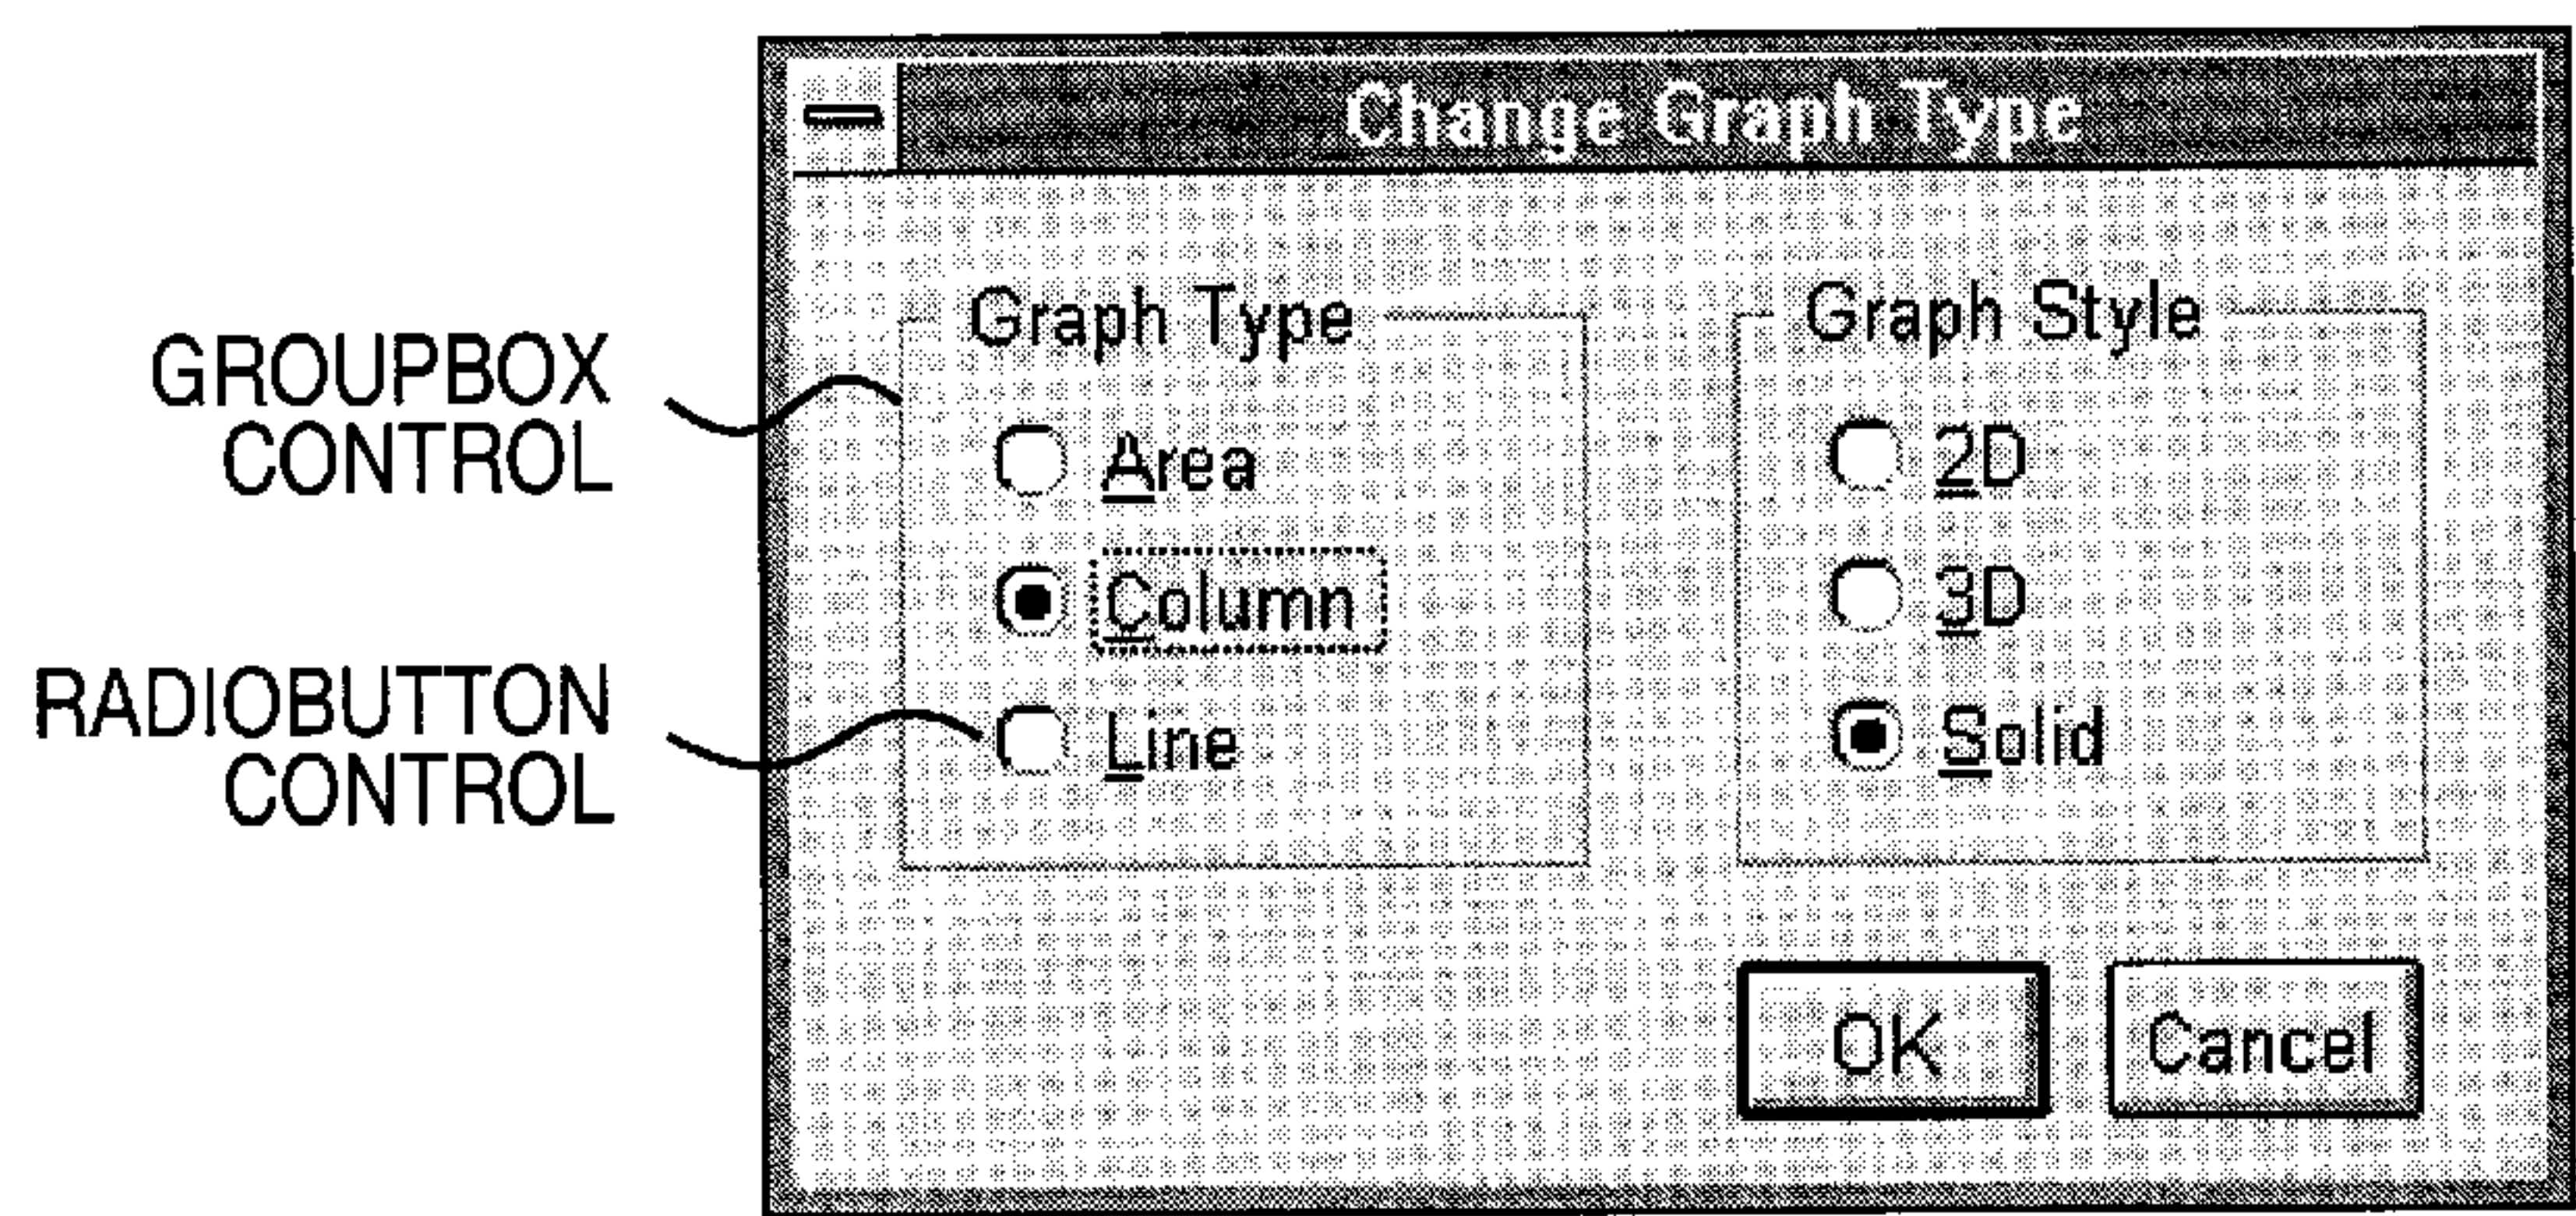 Change Graph Type
GROUPBOX
CONTROL
RADIOBUTTON
CONTROL
Graph Type
Area
Column
Line
Graph Style
2D
3D
Solid
OK
Cancel